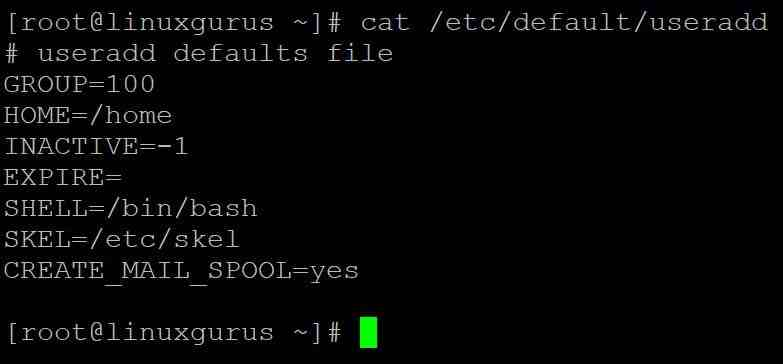 [root@linuxgurus ~]# cat /etc/default/useradd
# useradd defaults file
GROUP=100
HOME=/home
INACTIVE=-1
EXPIRE=
SHELL=/bin/bash
SKEL=/etc/skel
CREATE_MAIL_SPOOL=yes
[root@linuxgurus ~]#